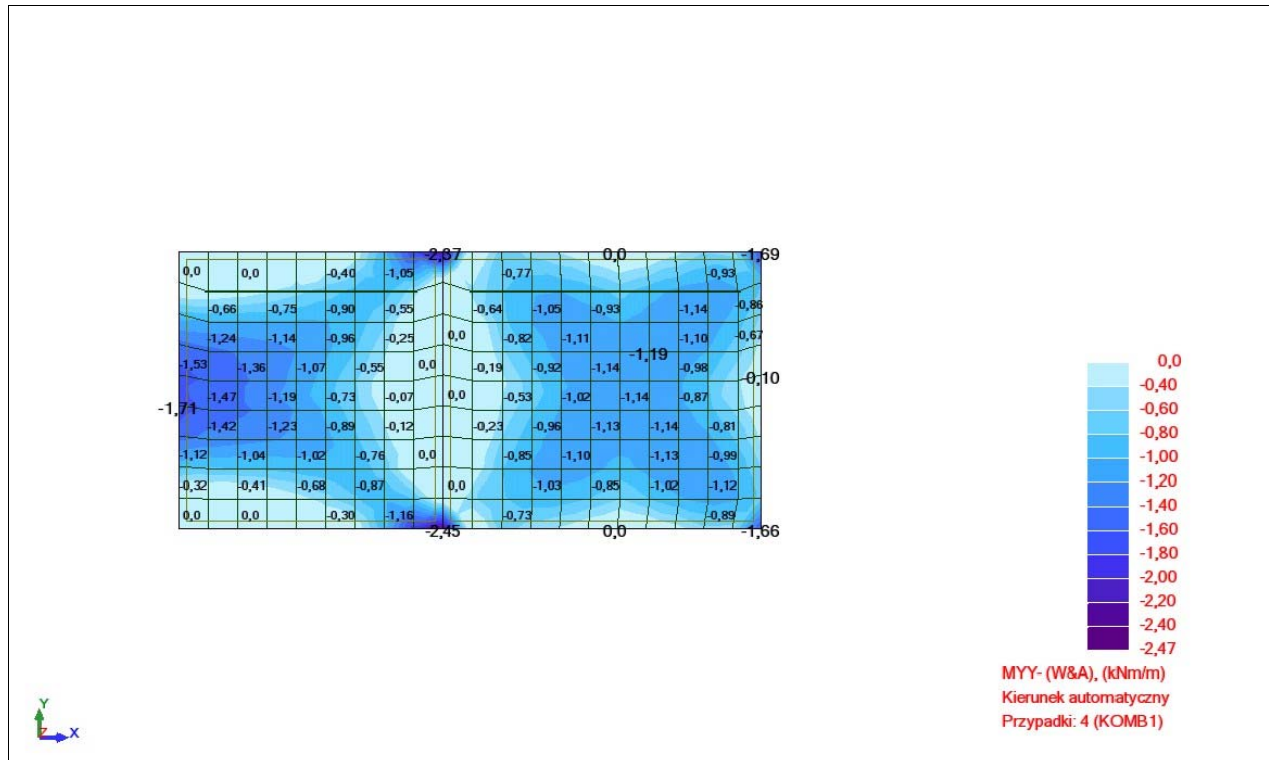 -2,37 0,0 -1,69
0,0 0,0 -0,40 -1,05 -0,77 -0,93
-0,66 -0,75 -0,90 -0,55 -0,64 -1,05 -0,93 -1,14 -0,86
-1,24 -1,14 -0,96 -0,25 0,0 -0,82 -1,11 -1,10 -0,67
-1,19
-1,53 -1,36 -1,07 -0,55 0,0 -0,19 -0,92 -1,14 -0,98
-0,10
-1,47 -1,19 -0,73 -0,07 0,0 -0,53 -1,02 -1,14 -0,87
-1,71
-1,42 -1,23 -0,89 -0,12 -0,23 -0,96 -1,13 -1,14 -0,81
-1,12 -1,04 -1,02 -0,76 0,0 -0,85 -1,10 -1,13 -0,99
-0,32 -0,41 -0,68 -0,87 0,0 -1,03 -0,85 -1,02 -1,12
0,0 0,0 -0,30 -1,16 -0,73 -0,89
-2,45 0,0 -1,66
0,0
-0,40
-0,60
-0,80
-1,00
-1,20
-1,40
-1,60
-1,80
-2,00
-2,20
-2,40
-2,47
MYY- (W&A), (kNm/m)
Kierunek automatyczny
Przypadki: 4 (KOMB1)
Y
Z X